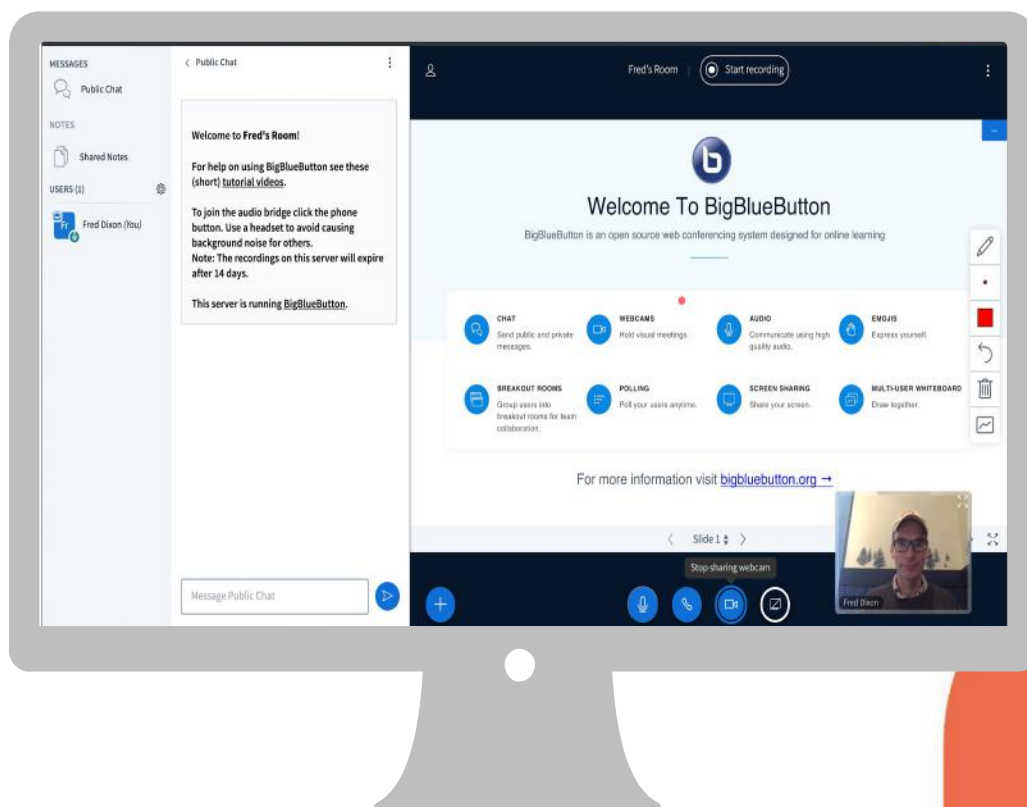 MESSAGES
Public Chat
NOTES
Shared Notes
USERS (1)
Fr
Fred Dixon (You)
Public Chat
Welcome to Fred's Room!
For help on using BigBlueButton see these
(short) tutorial videos.
To join the audio bridge click the phone
button. Use a headset to avoid causing
background noise for others.
Note: The recordings on this server will expire
after 14 days.
This server is running BigBlueButton.
Message Public Chat
Fred's Room
Start recording
b
Welcome To BigBlueButton
BigBlueButton is an open source web conferencing system designed for online learning
CHAT
Send public and private
messages.
WEBCAMS
Hold visual meetings.
AUDIO
Communicate using high
quality audio.
EMOJIS
Express yourself.
BREAKOUT ROOMS
Group users into
breakout rooms for team
collaboration.
POLLING
Poll your users anytime.
SCREEN SHARING
Share your screen.
MULTI-USER WHITEBOARD
Draw together.
For more information visit bigbluebutton.org →
Slide 1
Stop sharing webcam
Fred Dixon